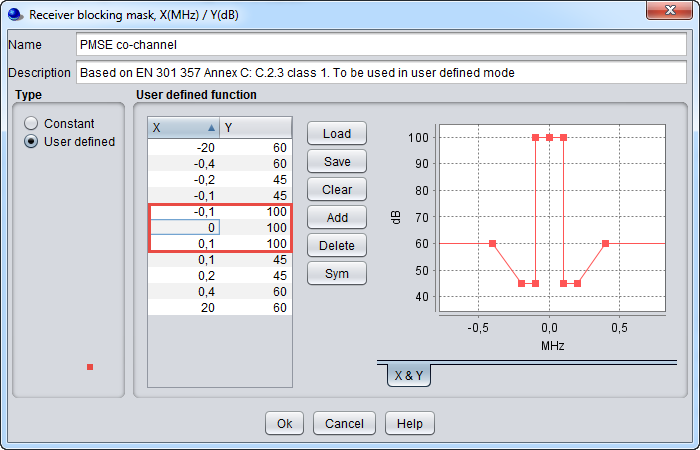 Receiver blocking mask, X(MHz) / Y(dB)
Name PMSE co-channel
Description Based on EN 301 357 Annex C: C.2.3 class 1. To be used in user defined mode
Type
Constant
User defined
User defined function
X Y
-20 60
-0,4 60
-0,2 45
-0,1 45
-0,1 100
0 100
0,1 100
0,1 45
0,2 45
0,4 60
20 60
Load
Save
Clear
Add
Delete
Sym
100
90
80
70
60
50
40
dB
-0,5 0,0 0,5
MHz
X & Y
Ok Cancel Help